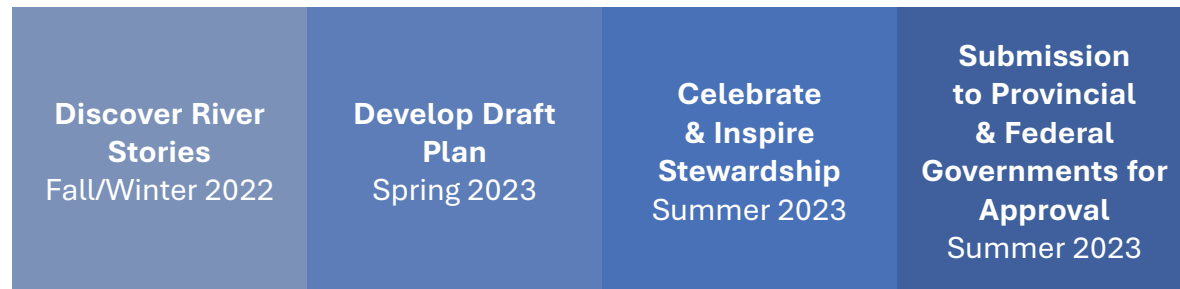 Discover River
Stories
Fall/Winter 2022
Develop Draft
Plan
Spring 2023
Celebrate
& Inspire
Stewardship
Summer 2023
Submission
to Provincial
& Federal
Governments for
Approval
Summer 2023